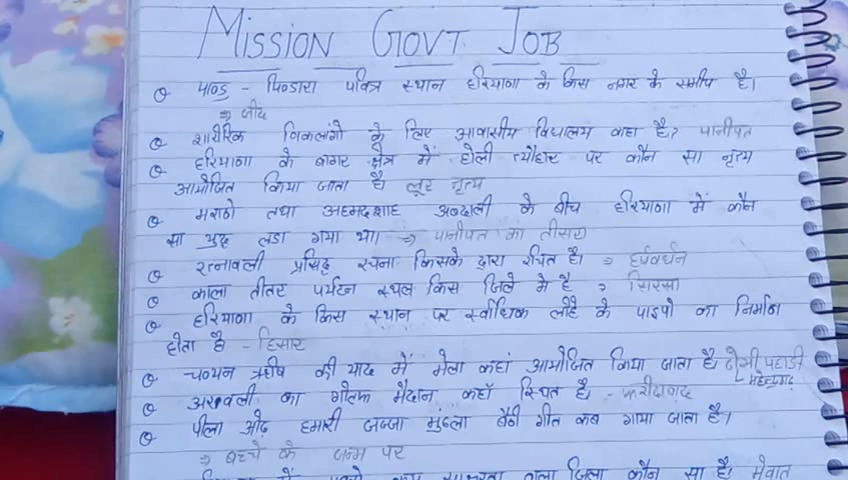 MISSION GOVT. JOB
Q पाण्डु - पिण्डारा पवित्र स्थान हरियाणा के किस नगर के समीप है।
⇒ जींद
Q शारीरिक विकलांगो के लिए आवासीय विद्यालय कहा है? पानीपत
Q हरियाणा के बागर क्षेत्र में होली त्यौहार पर कौन सा नृत्य
आयोजित किया जाता है लूर नृत्य
Q मराठो तथा अहमदशाह अब्दाली के बीच हरियाणा में कौन
सा युद्ध लडा गया था। ⇒ पानीपत का तीसरा
Q रत्नावली प्रसिद्ध रचना किसके द्वारा रचित है। ⇒ हर्षवर्धन
Q काला तीतर पर्यटन स्थल किस जिले मे है ⇒ सिरसा
Q हरियाणा के किस स्थान पर सर्वाधिक लोहे के पाइपो का निर्माण
होता है - हिसार
Q च्वयन ऋषि की याद में मेला कहां आयोजित किया जाता है। ढोसी पहाडी
महेन्द्रगढ़
Q अरावली का गोल्फ मैदान कहाँ स्थित है - फरीदाबाद
Q पीला ओढ़ हमारी जच्चा मुढ़ला बैठी गीत कब गाया जाता है।
⇒ बच्चे के जन्म पर
में साक्षरता वाला जिला कौन सा है। मेवात